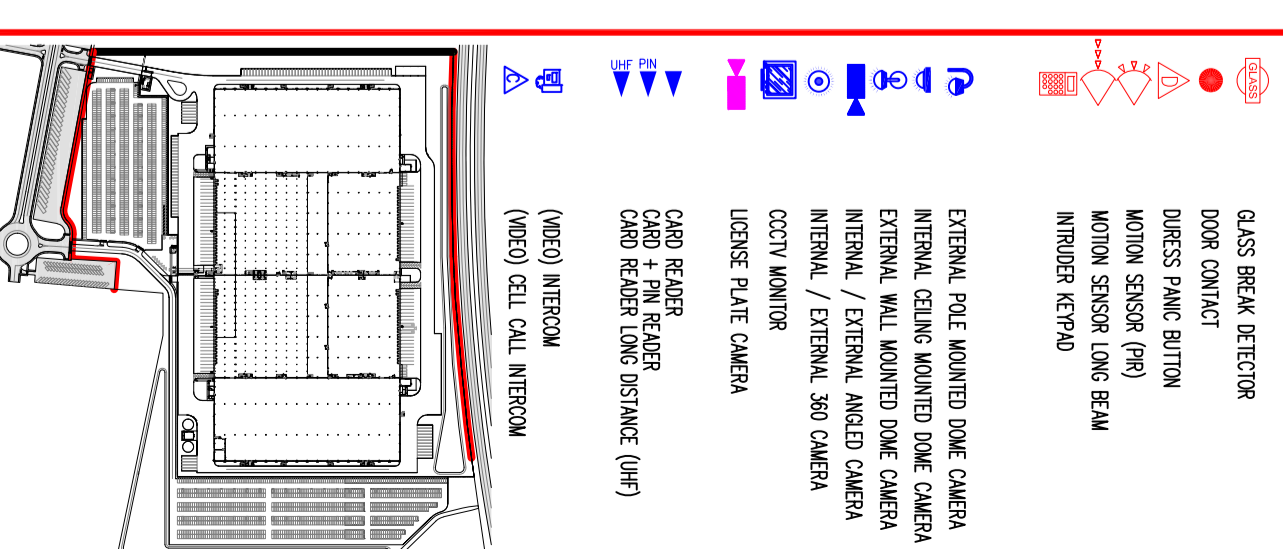 GLASS
GLASS BREAK DETECTOR
DOOR CONTACT
D
DURESS PANIC BUTTON
MOTION SENSOR (PIR)
MOTION SENSOR LONG BEAM
INTRUDER KEYPAD
EXTERNAL POLE MOUNTED DOME CAMERA
INTERNAL CEILING MOUNTED DOME CAMERA
EXTERNAL WALL MOUNTED DOME CAMERA
INTERNAL / EXTERNAL ANGLED CAMERA
INTERNAL / EXTERNAL 360 CAMERA
CCCTV MONITOR
LICENSE PLATE CAMERA
CARD READER
PIN
CARD + PIN READER
UHF
CARD READER LONG DISTANCE (UHF)
(VIDEO) INTERCOM
C
(VIDEO) CELL CALL INTERCOM